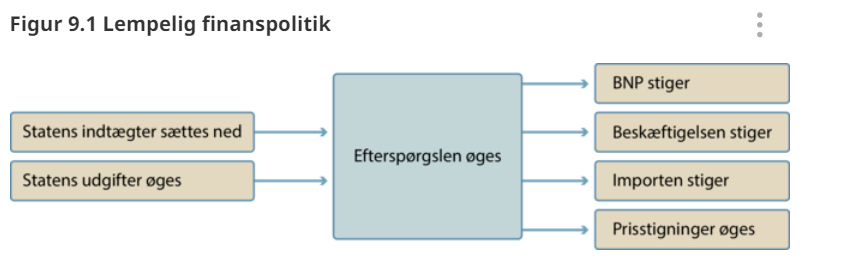 Figur 9.1 Lempelig finanspolitik
Statens indtægter sættes ned
Statens udgifter øges
Efterspørgslen øges
BNP stiger
Beskæftigelsen stiger
Importen stiger
Prisstigninger øges